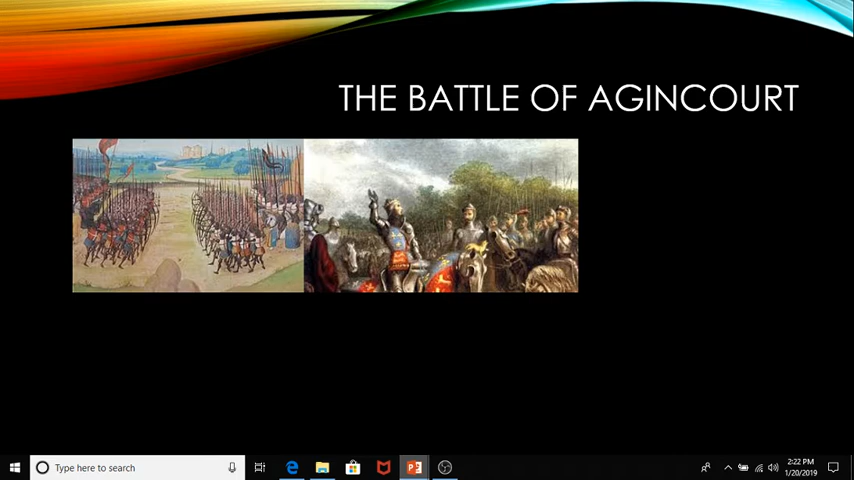 THE BATTLE OF AGINCOURT
Type here to search
2:22 PM
1/20/2019